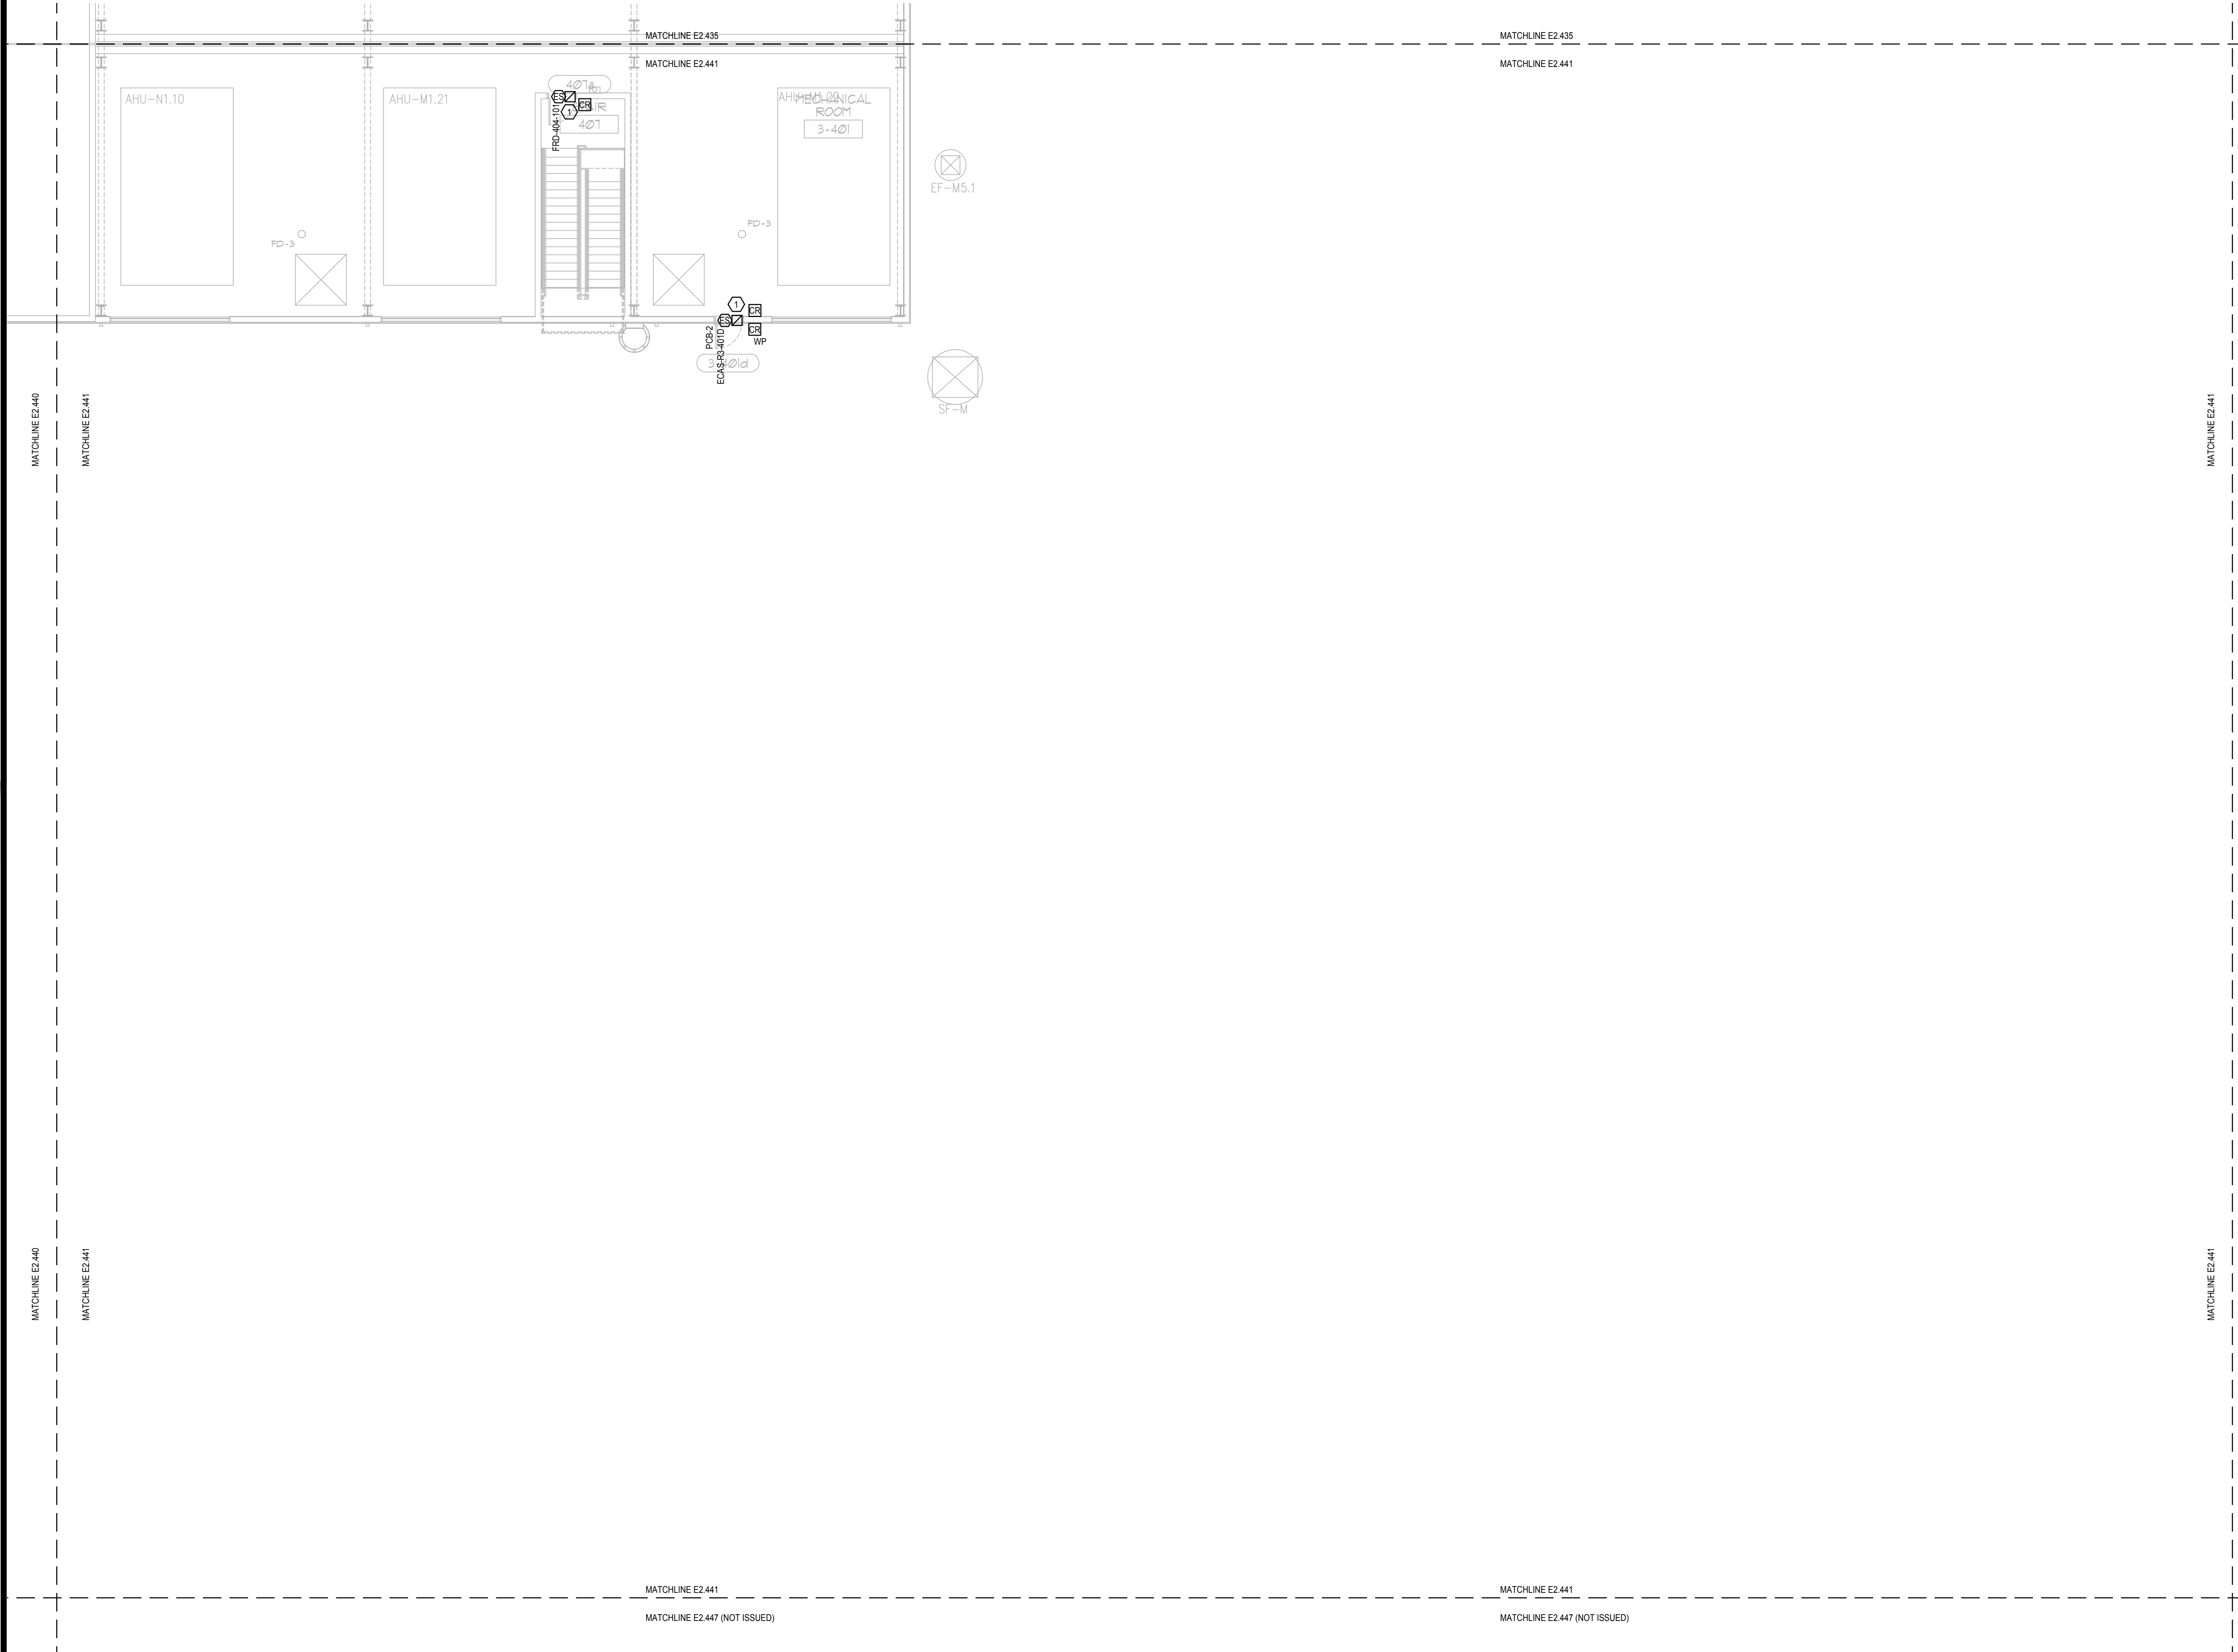 MATCHLINE E2.435
MATCHLINE E2.435
MATCHLINE E2.441
MATCHLINE E2.441
AHU-N1.10
AHU-M1.21
407a
ES
CR
1
407
FRD-404-101
MECHANICAL
ROOM
3-401
EF-M5.1
FD-3
FD-3
1
CR
ES
CR
WP
PCB-2
ECAS-R3-401D
3-401d
SF-M
MATCHLINE E2.440
MATCHLINE E2.441
MATCHLINE E2.441
MATCHLINE E2.440
MATCHLINE E2.441
MATCHLINE E2.441
MATCHLINE E2.441
MATCHLINE E2.441
MATCHLINE E2.447 (NOT ISSUED)
MATCHLINE E2.447 (NOT ISSUED)